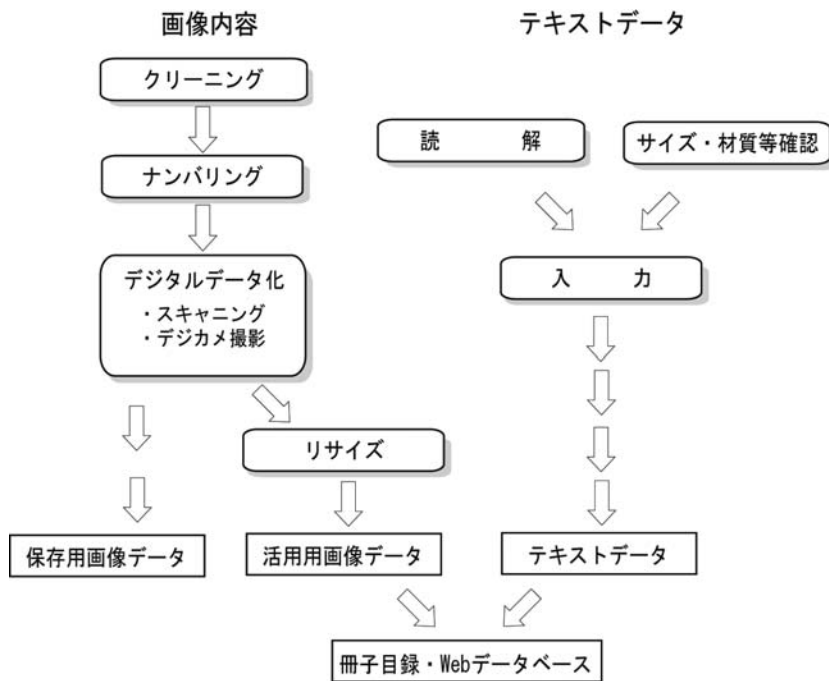 画像内容
テキストデータ
クリーニング
ナンバリング
デジタルデータ化
・スキャニング
・デジカメ撮影
リサイズ
保存用画像データ
活用用画像データ
読　解
サイズ・材質等確認
入　力
テキストデータ
冊子目録・Webデータベース